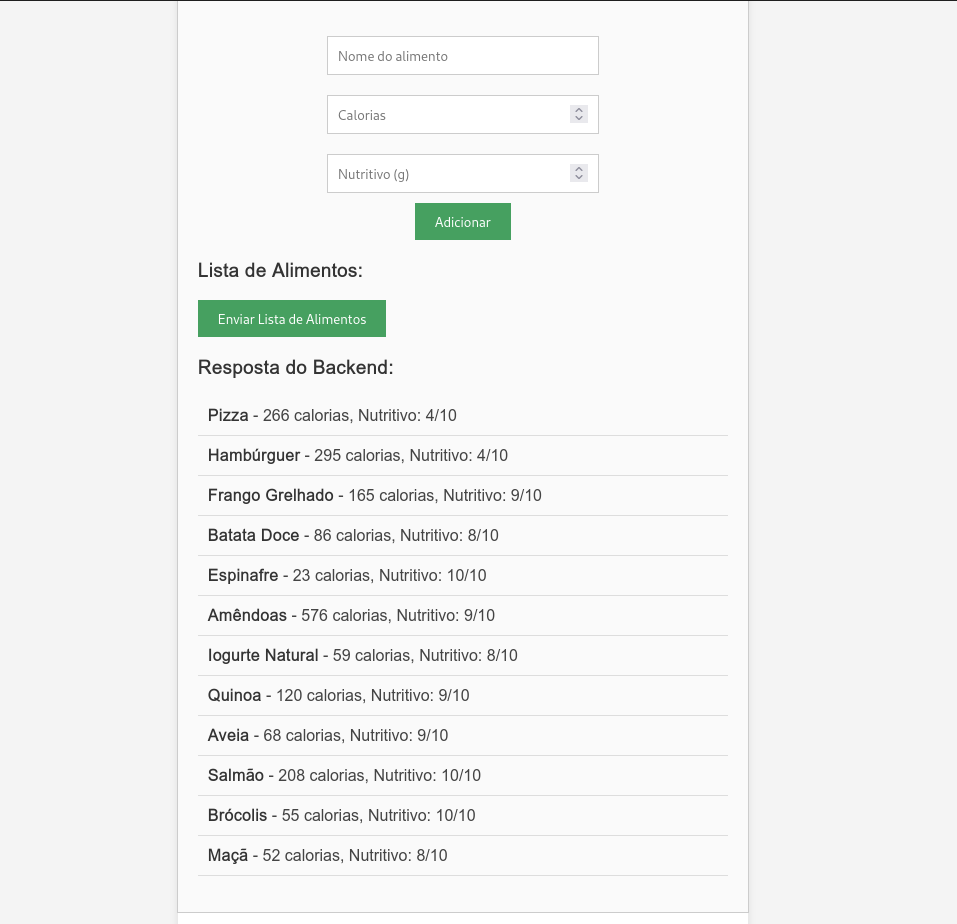 Nome do alimento
Calorias
Nutritivo (g)
Adicionar
Lista de Alimentos:
Enviar Lista de Alimentos
Resposta do Backend:
Pizza - 266 calorias, Nutritivo: 4/10
Hambúrguer - 295 calorias, Nutritivo: 4/10
Frango Grelhado - 165 calorias, Nutritivo: 9/10
Batata Doce - 86 calorias, Nutritivo: 8/10
Espinafre - 23 calorias, Nutritivo: 10/10
Amêndoas - 576 calorias, Nutritivo: 9/10
Iogurte Natural - 59 calorias, Nutritivo: 8/10
Quinoa - 120 calorias, Nutritivo: 9/10
Aveia - 68 calorias, Nutritivo: 9/10
Salmão - 208 calorias, Nutritivo: 10/10
Brócolis - 55 calorias, Nutritivo: 10/10
Maçã - 52 calorias, Nutritivo: 8/10